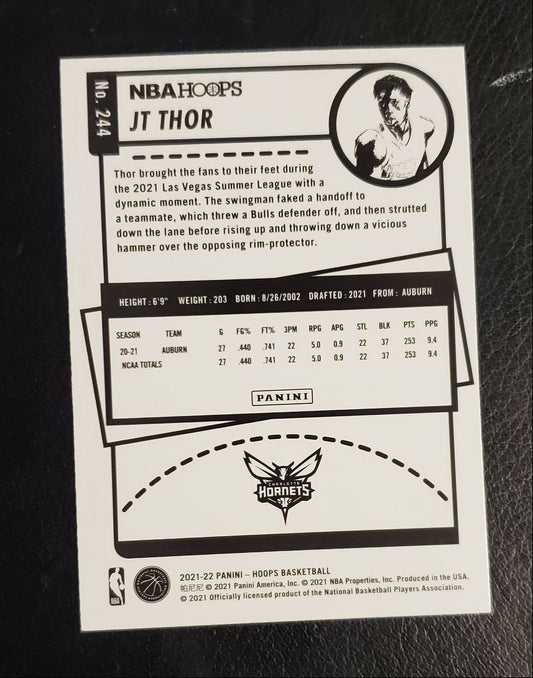 No. 244
NBA HOOPS
JT THOR
Thor brought the fans to their feet during
the 2021 Las Vegas Summer League with a
dynamic moment. The swingman faked a handoff to
a teammate, which threw a Bulls defender off, and then strutted
down the lane before rising up and throwing down a vicious
hammer over the opposing rim-protector.
HEIGHT: 6'9" WEIGHT: 203 BORN: 8/26/2002 DRAFTED: 2021 FROM: AUBURN
SEASON TEAM G FG% FT% 3PM RPG APG STL BLK PTS PPG
20-21 AUBURN 27 .440 .741 22 5.0 0.9 22 37 253 9.4
NCAA TOTALS 27 .440 .741 22 5.0 0.9 22 37 253 9.4
PANINI
CHARLOTTE
HORNETS
2021-22 PANINI – HOOPS BASKETBALL
帕尼尼 © 2021 Panini America, Inc. © 2021 NBA Properties, Inc. Produced in the USA.
© 2021 Officially licensed product of the National Basketball Players Association.
NBA